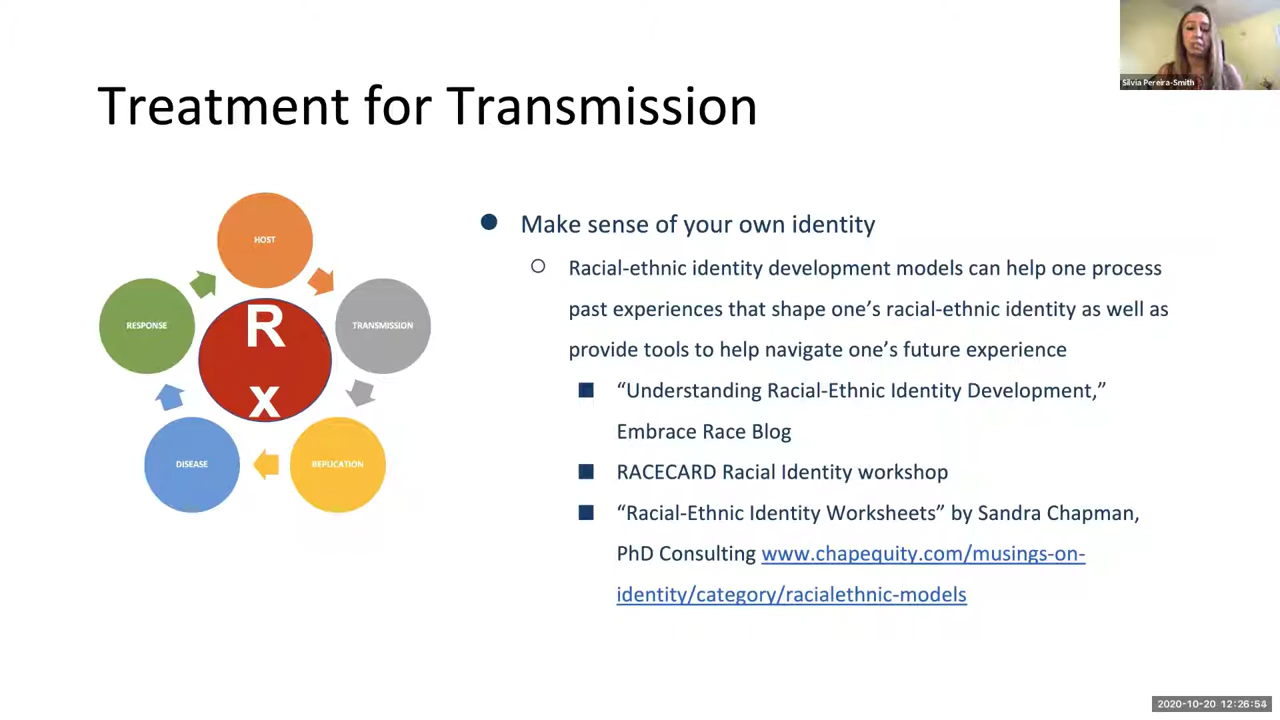 Silvia Pereira-Smith
Treatment for Transmission
HOST
RESPONSE
TRANSMISSION
R
x
DISEASE
REPLICATION
● Make sense of your own identity
○ Racial-ethnic identity development models can help one process
past experiences that shape one’s racial-ethnic identity as well as
provide tools to help navigate one’s future experience
■ “Understanding Racial-Ethnic Identity Development,”
Embrace Race Blog
■ RACECARD Racial Identity workshop
■ “Racial-Ethnic Identity Worksheets” by Sandra Chapman,
PhD Consulting www.chapequity.com/musings-on-
identity/category/racialethnic-models
2020-10-20 12:26:54